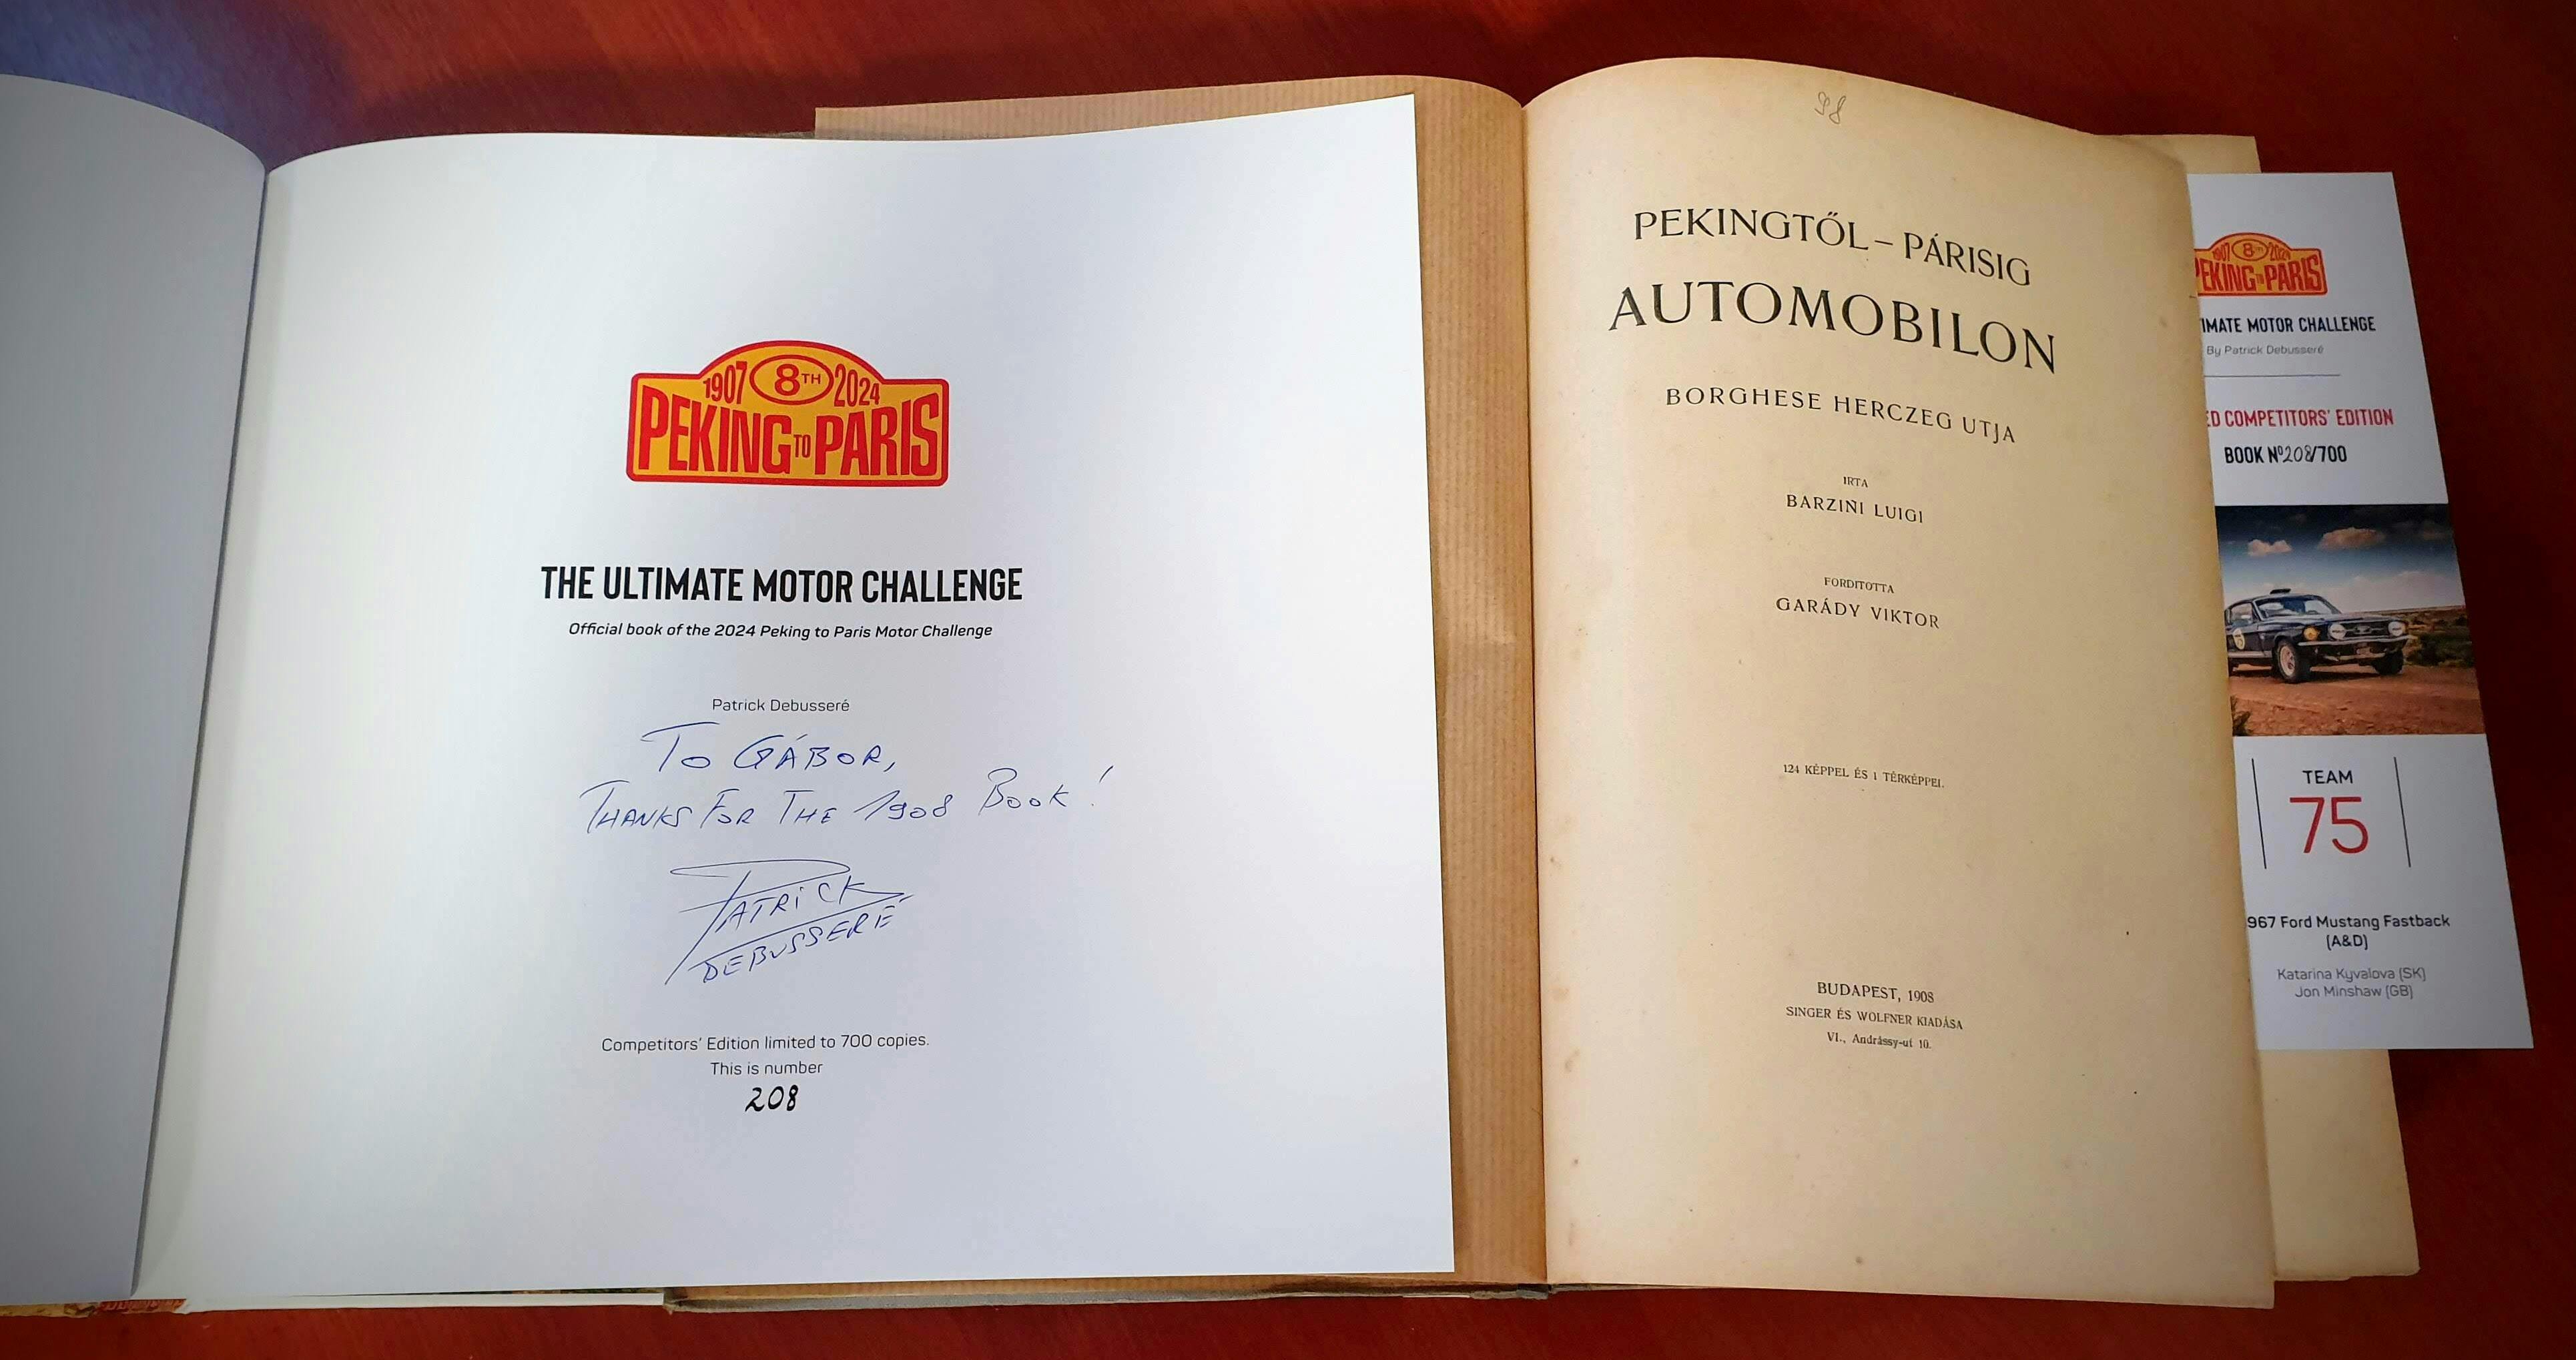 1907 8TH 2024
PEKING TO PARIS
THE ULTIMATE MOTOR CHALLENGE
Official book of the 2024 Peking to Paris Motor Challenge
Patrick Debusseré
TO GÁBOR,
THANKS FOR THE 1908 BOOK!
PATRICK
DEBUSSERÉ
Competitors' Edition limited to 700 copies.
This is number
208
PEKINGTŐL – PÁRISIG
AUTOMOBILON
BORGHESE HERCZEG UTJA
IRTA
BARZINI LUIGI
FORDITOTTA
GARÁDY VIKTOR
124 KÉPPEL ÉS 1 TÉRKÉPPEL.
BUDAPEST, 1908
SINGER ÉS WOLFNER KIADÁSA
VI., Andrássy-ut 10.
1907 8TH 2024
PEKING TO PARIS
IMATE MOTOR CHALLENGE
By Patrick Debusseré
ED COMPETITORS' EDITION
BOOK Nº208/700
TEAM
75
967 Ford Mustang Fastback
(A&D)
Katarina Kyvalova (SK)
Jon Minshaw (GB)